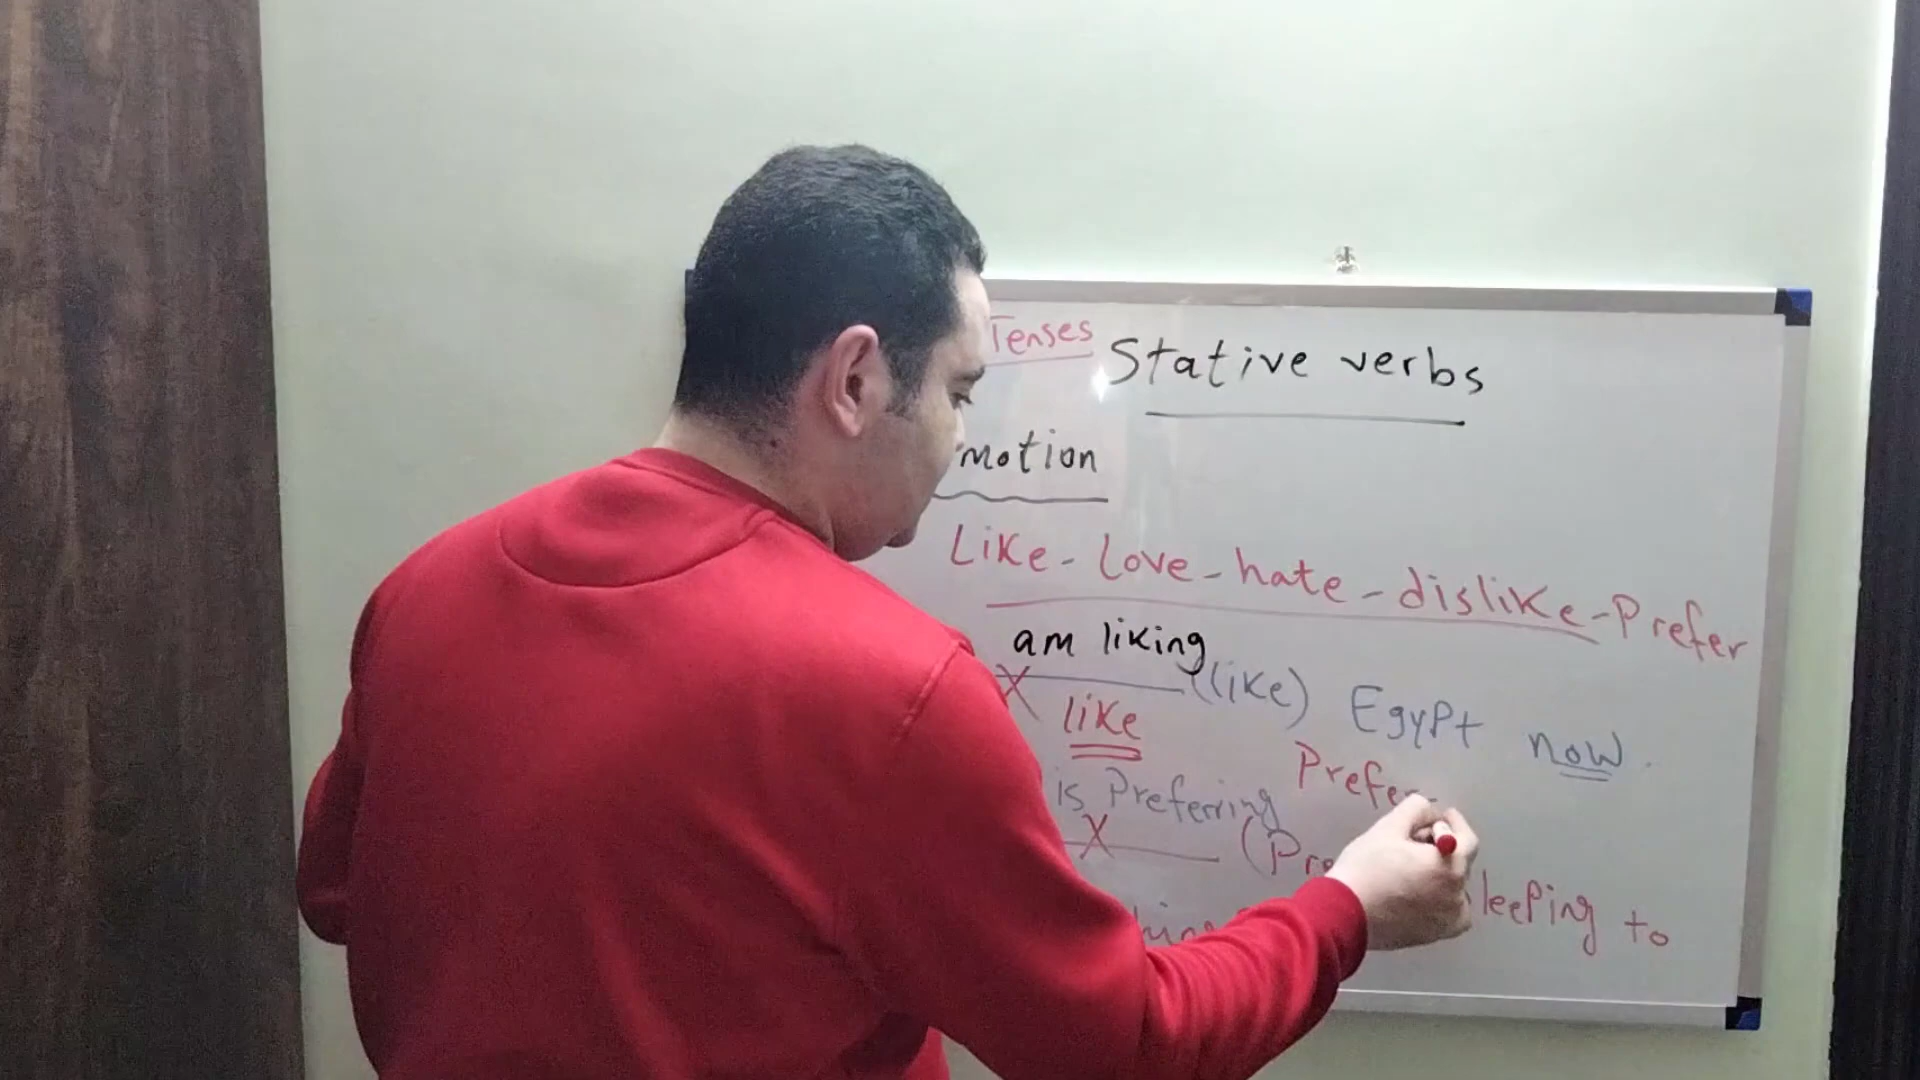 Tenses
Stative verbs
motion
Like - Love - hate - dislike - Prefer
am liking
X (like) Egypt now.
like
Prefer
is Preferring
X
leeping to